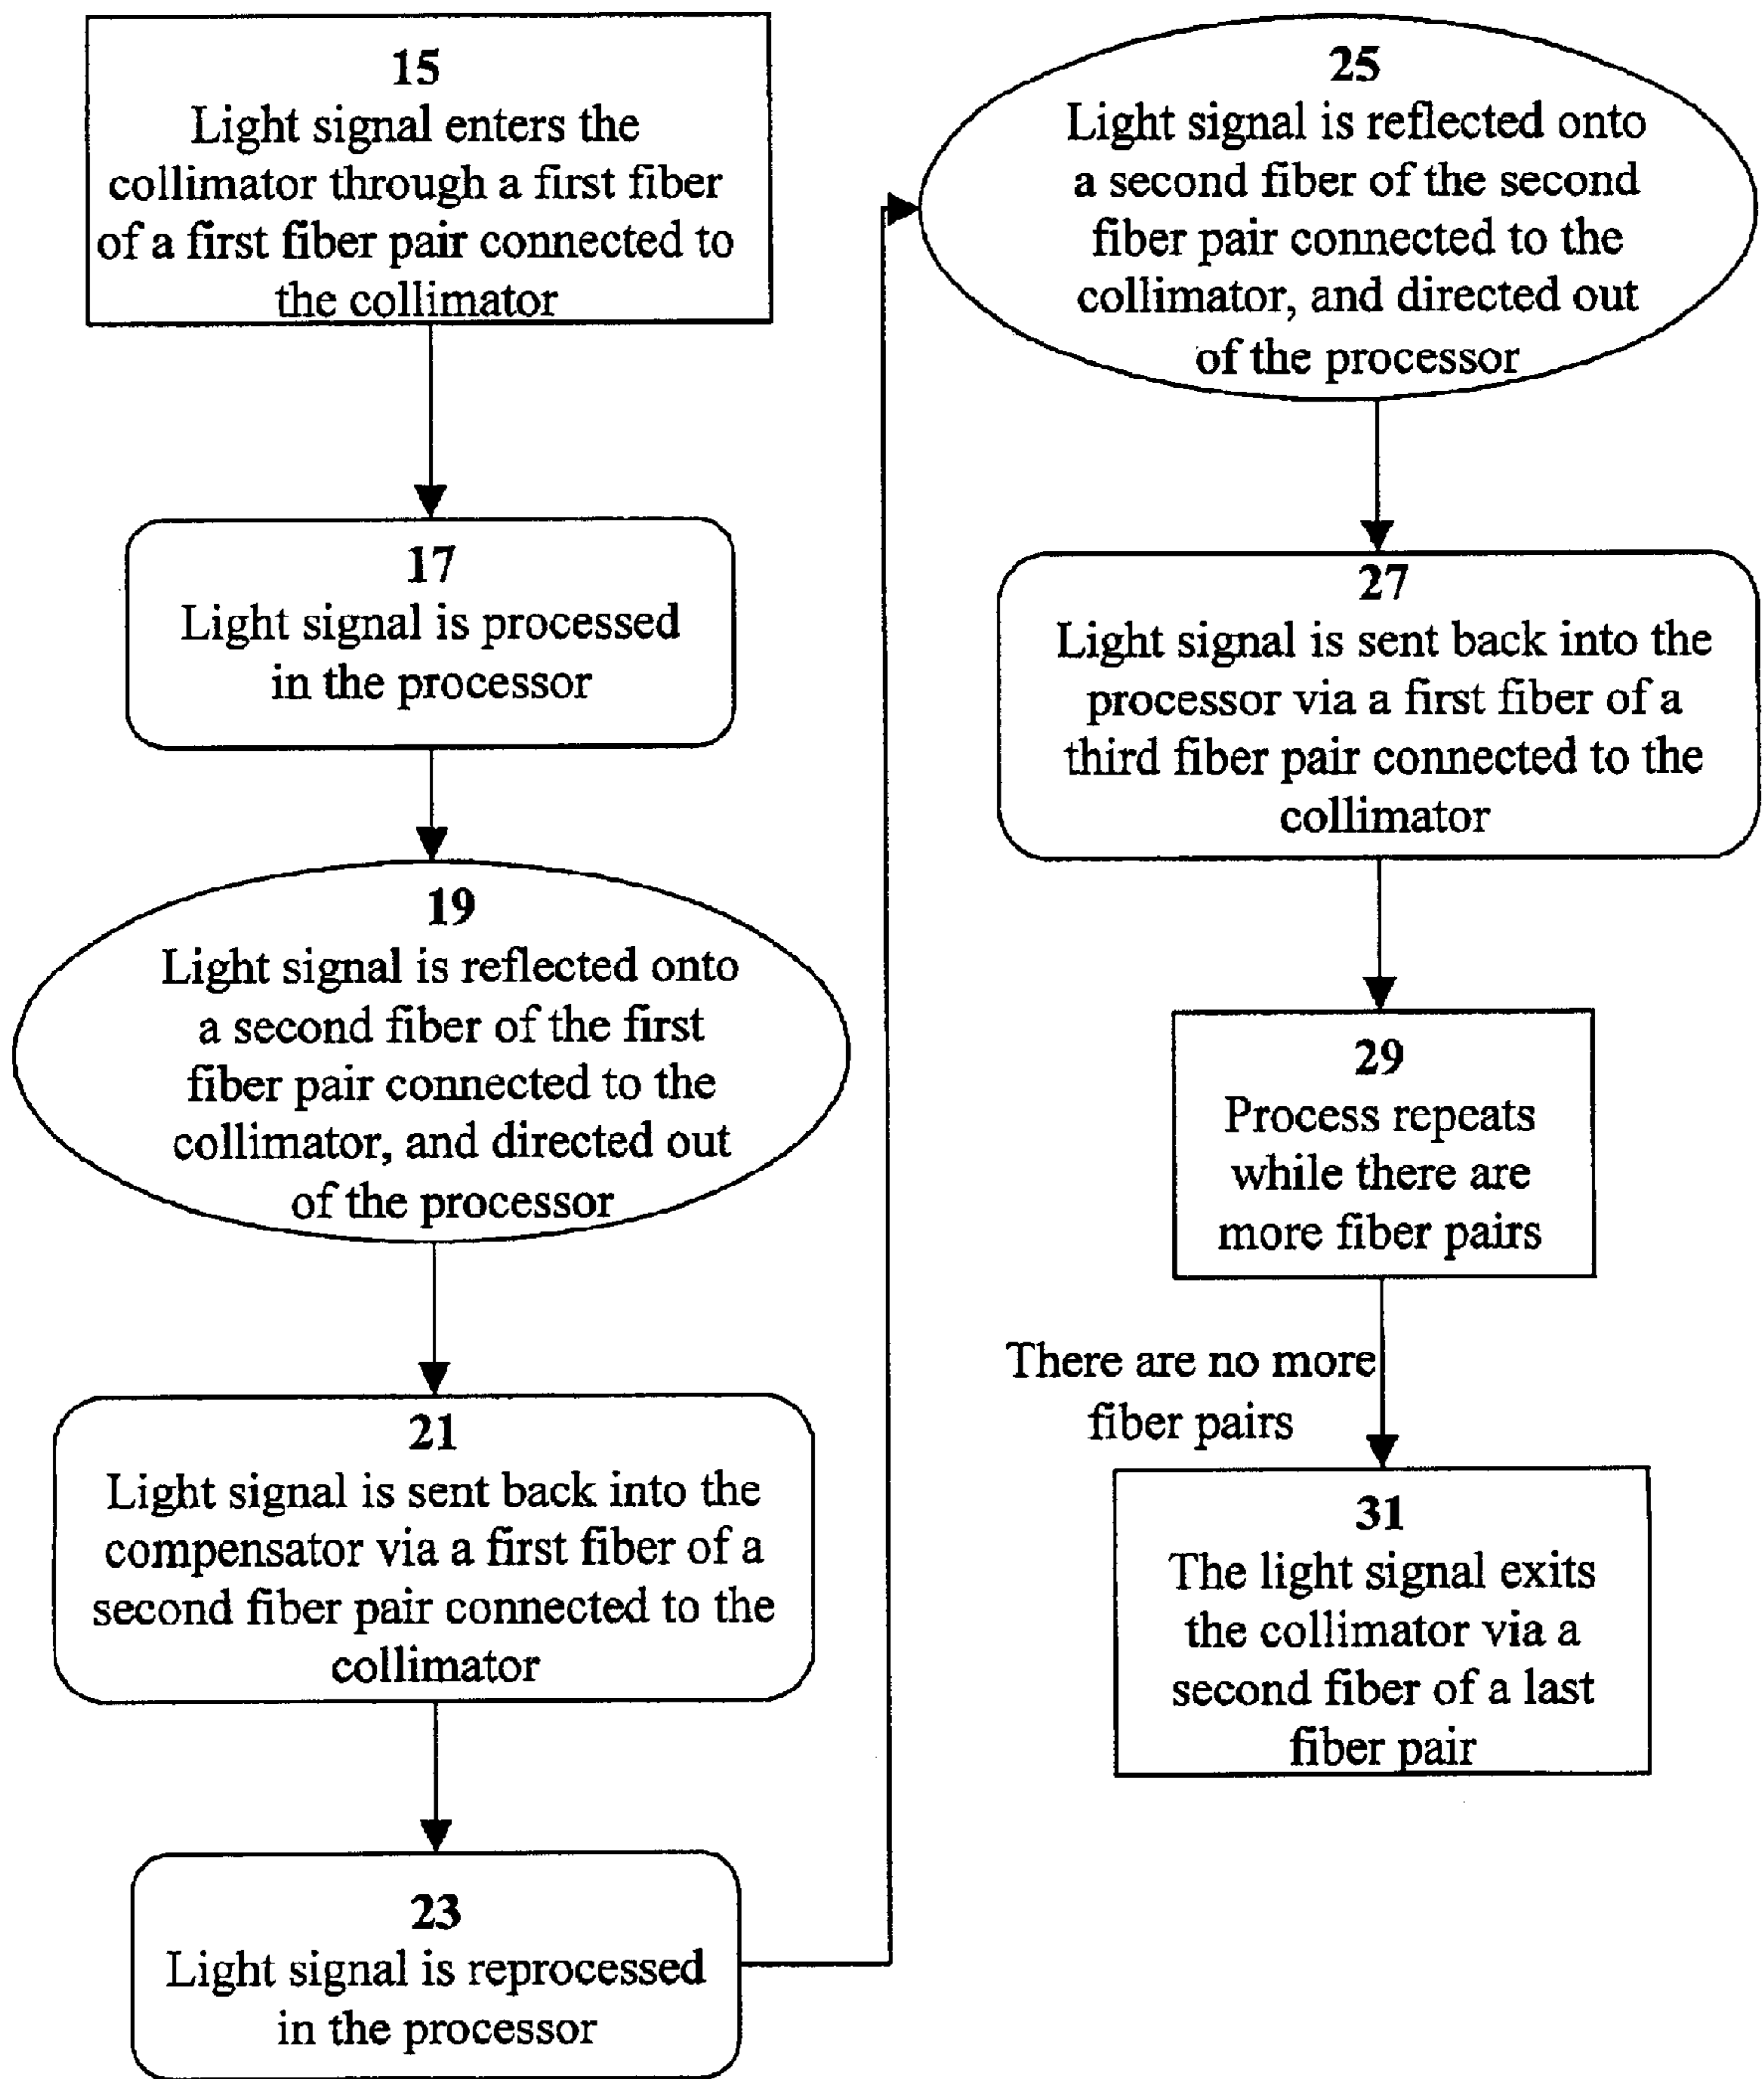 15
Light signal enters the
collimator through a first fiber
of a first fiber pair connected to
the collimator
17
Light signal is processed
in the processor
19
Light signal is reflected onto
a second fiber of the first
fiber pair connected to the
collimator, and directed out
of the processor
21
Light signal is sent back into the
compensator via a first fiber of a
second fiber pair connected to the
collimator
23
Light signal is reprocessed
in the processor
25
Light signal is reflected onto
a second fiber of the second
fiber pair connected to the
collimator, and directed out
of the processor
27
Light signal is sent back into the
processor via a first fiber of a
third fiber pair connected to the
collimator
29
Process repeats
while there are
more fiber pairs
There are no more
fiber pairs
31
The light signal exits
the collimator via a
second fiber of a last
fiber pair